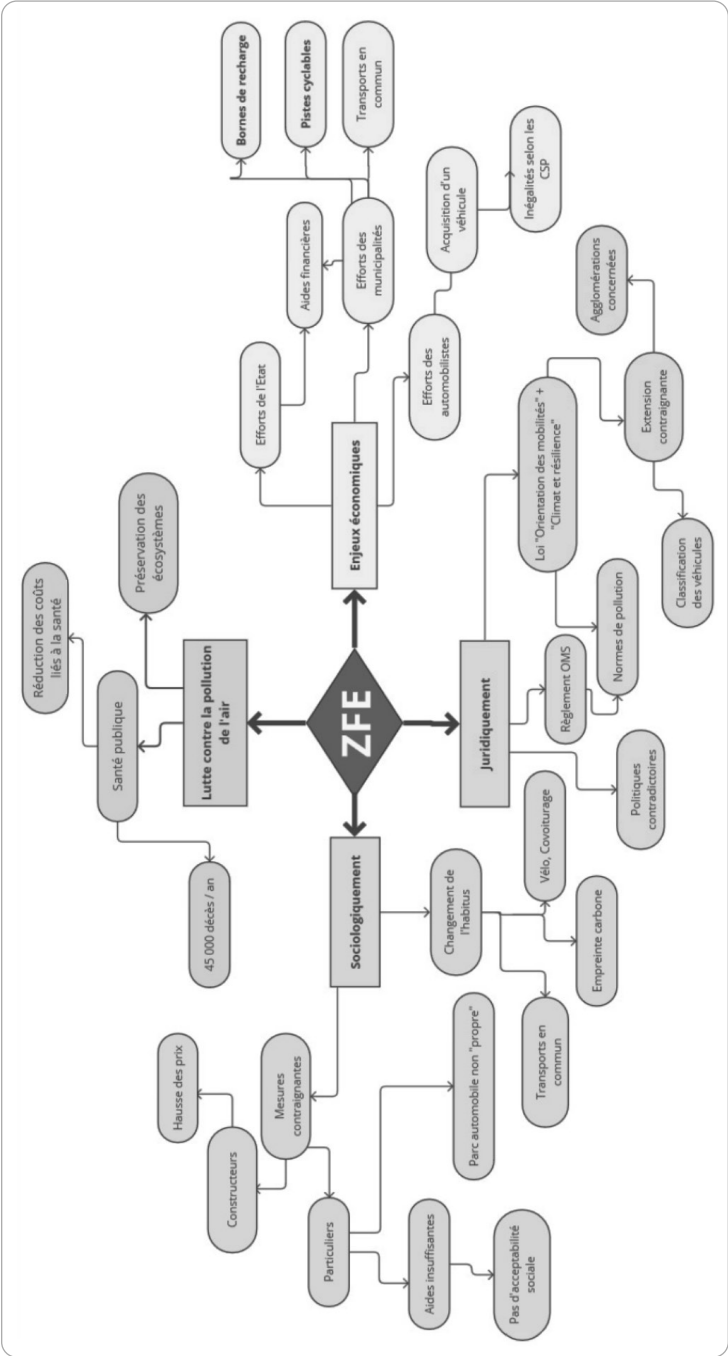 Réduction des coûts
liés à la santé
Santé publique
45 000 décès / an
Préservation des
écosystèmes
Lutte contre la pollution
de l'air
ZFE
Enjeux économiques
Efforts de l'Etat
Aides financières
Efforts des
municipalités
Bornes de recharge
Pistes cyclables
Transports en
commun
Efforts des
automobilistes
Acquisition d'un
véhicule
Inégalités selon les
CSP
Sociologiquement
Mesures
contraignantes
Constructeurs
Hausse des prix
Particuliers
Aides insuffisantes
Pas d'acceptabilité
sociale
Parc automobile non "propre"
Changement de
l'habitus
Transports en
commun
Empreinte carbone
Vélo, Covoiturage
Juridiquement
Politiques
contradictoires
Règlement OMS
Normes de pollution
Loi "Orientation des mobilités" +
"Climat et résilience"
Extension
contraignante
Agglomérations
concernées
Classification
des véhicules